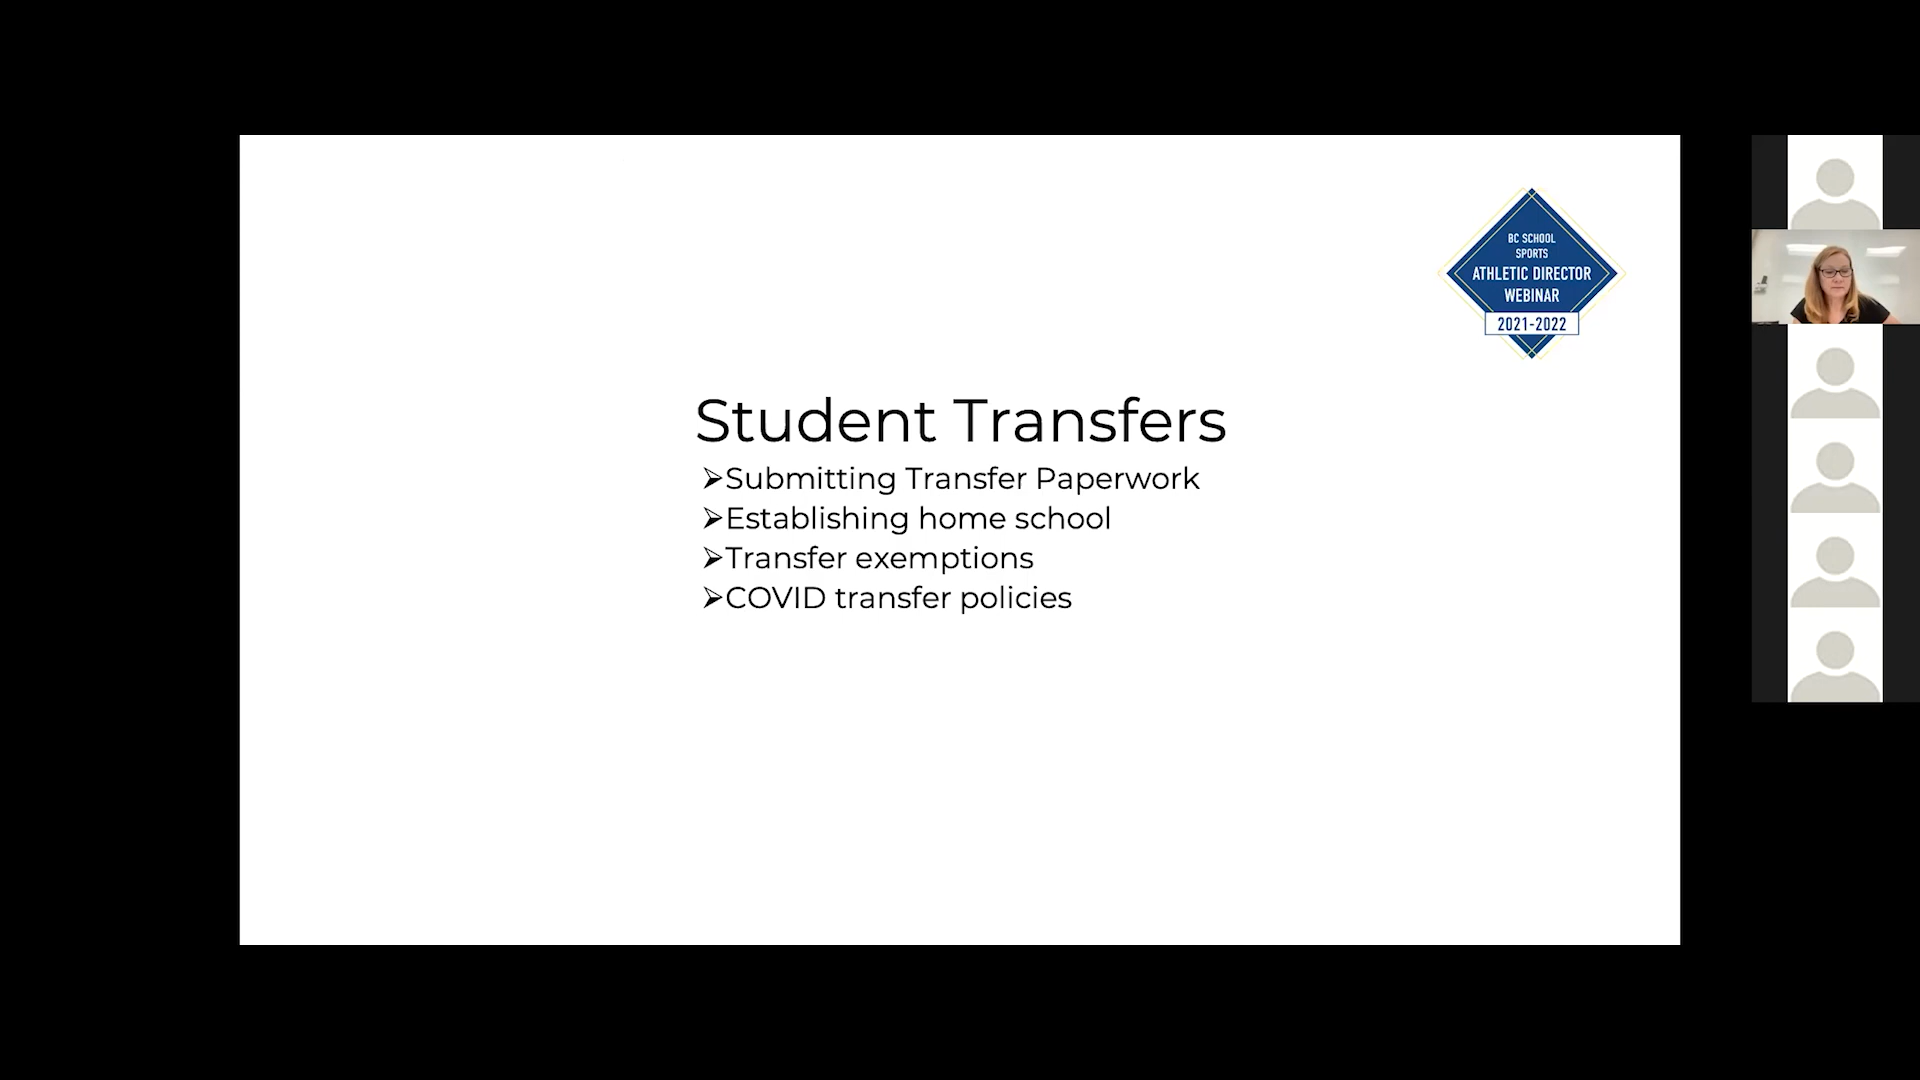 BC SCHOOL
SPORTS
ATHLETIC DIRECTOR
WEBINAR
2021-2022
Student Transfers
➢Submitting Transfer Paperwork
➢Establishing home school
➢Transfer exemptions
➢COVID transfer policies